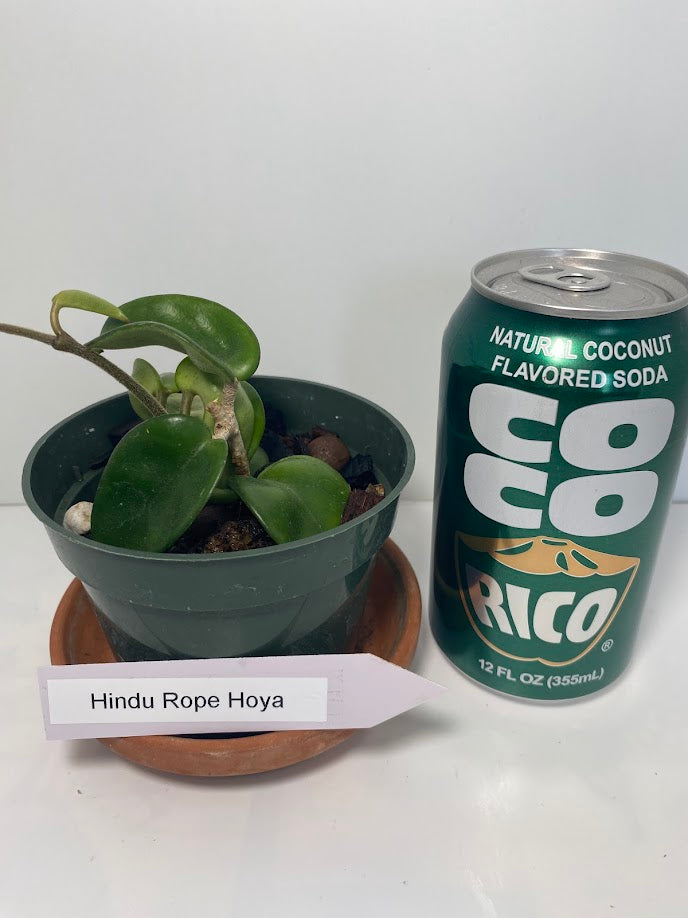 Hindu Rope Hoya
NATURAL COCONUT
FLAVORED SODA
CO
CO
RICO
®
12 FL OZ (355mL)